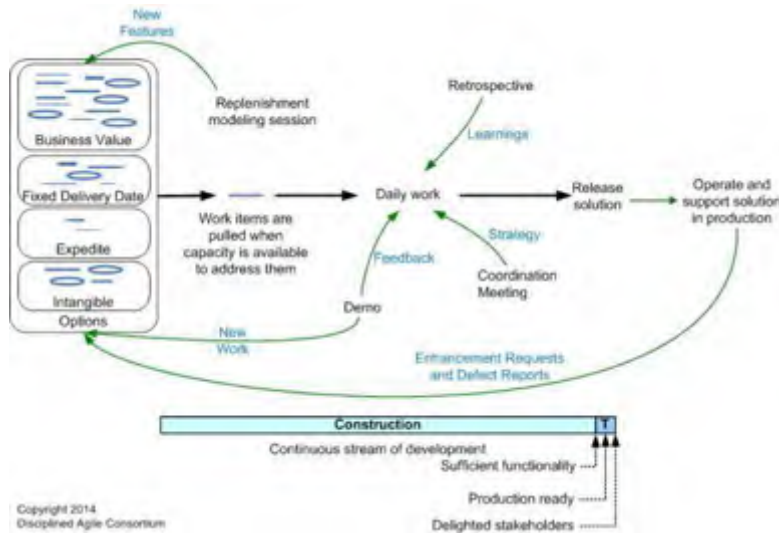 New
Features
Replenishment
modeling session
Business Value
Fixed Delivery Date
Expedite
Intangible
Options
Work items are
pulled when
capacity is available
to address them
Retrospective
Learnings
Daily work
Strategy
Coordination
Meeting
Feedback
Demo
New
Work
Release
solution
Operate and
support solution
in production
Enhancement Requests
and Defect Reports
Construction
T
Continuous stream of development
Sufficient functionality
Production ready
Delighted stakeholders
Copyright 2014
Disciplined Agile Consortium